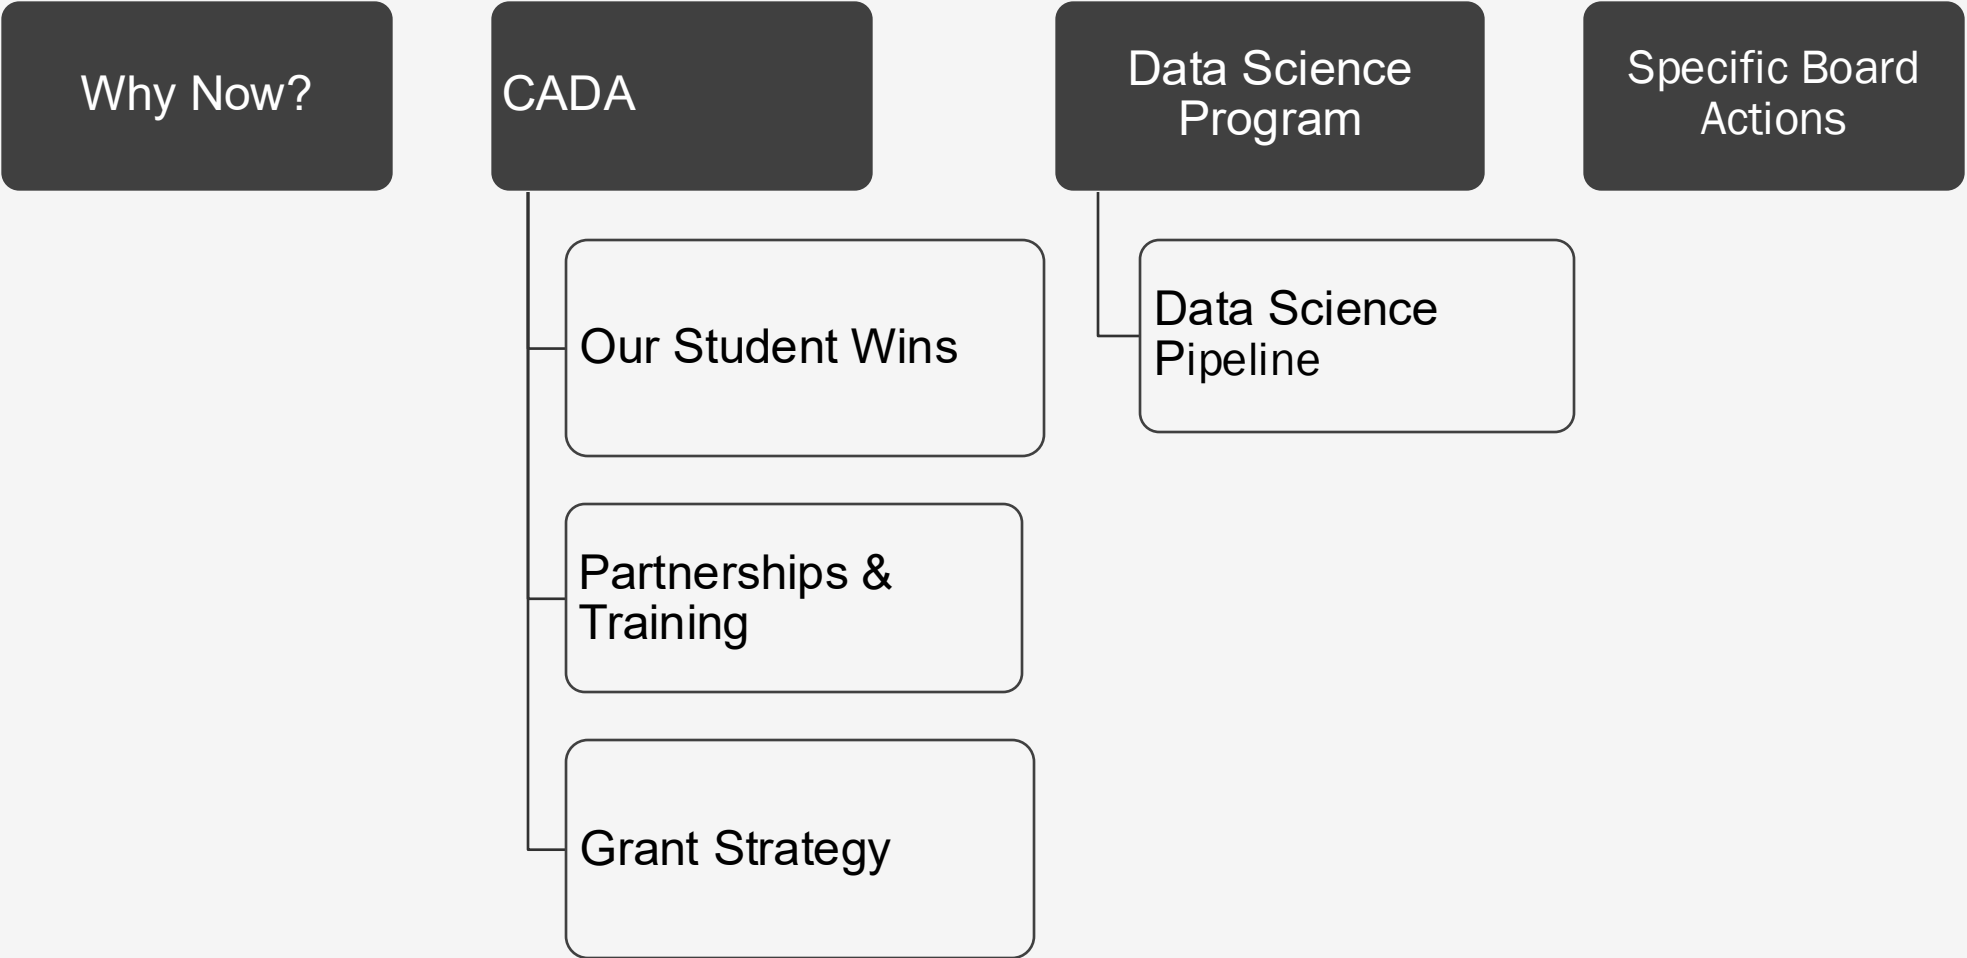 Why Now?
CADA
Our Student Wins
Partnerships &
Training
Grant Strategy
Data Science
Program
Data Science
Pipeline
Specific Board
Actions